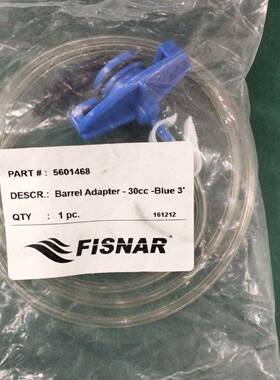 PART # : 5601468
DESCR.: Barrel Adapter - 30cc -Blue 3'
QTY : 1 pc. 161212
FISNAR®